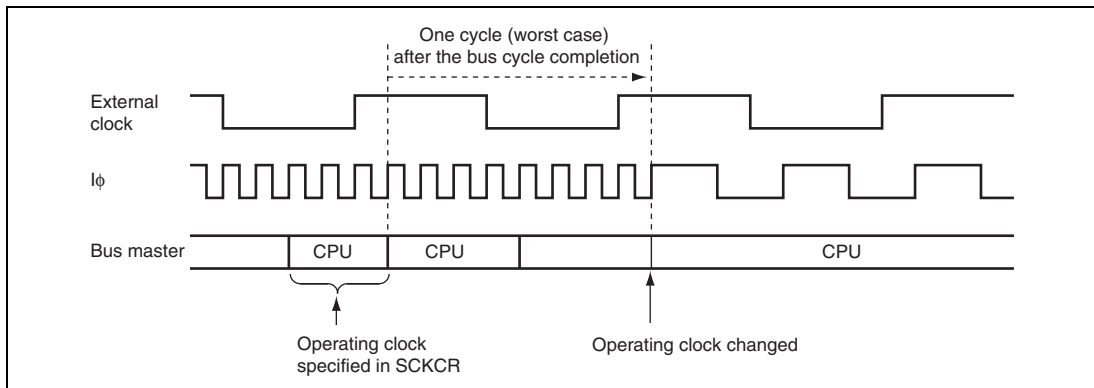 One cycle (worst case)
after the bus cycle completion
External
clock
Iϕ
Bus master
CPU
CPU
CPU
Operating clock
specified in SCKCR
Operating clock changed